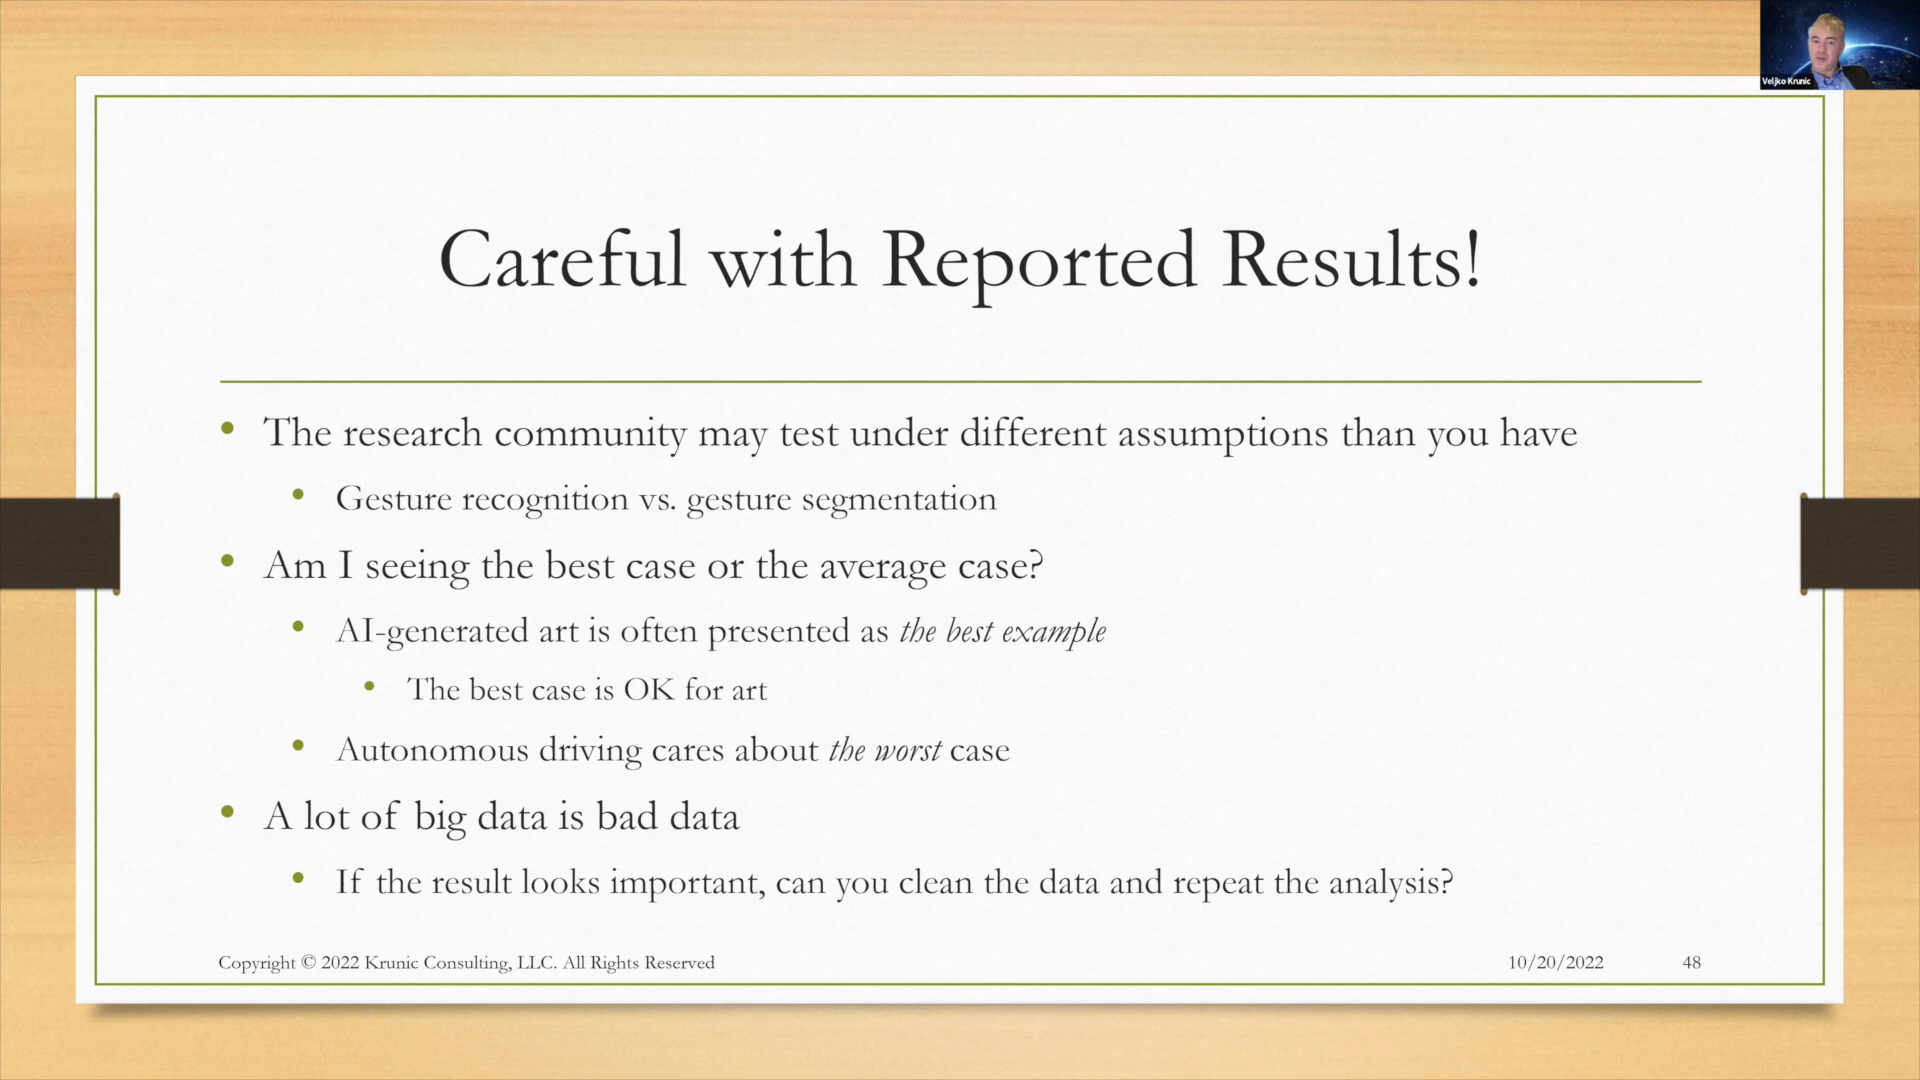 Veljko Krunic
Careful with Reported Results!
• The research community may test under different assumptions than you have
• Gesture recognition vs. gesture segmentation
• Am I seeing the best case or the average case?
• AI-generated art is often presented as the best example
• The best case is OK for art
• Autonomous driving cares about the worst case
• A lot of big data is bad data
• If the result looks important, can you clean the data and repeat the analysis?
Copyright © 2022 Krunic Consulting, LLC. All Rights Reserved 10/20/2022 48